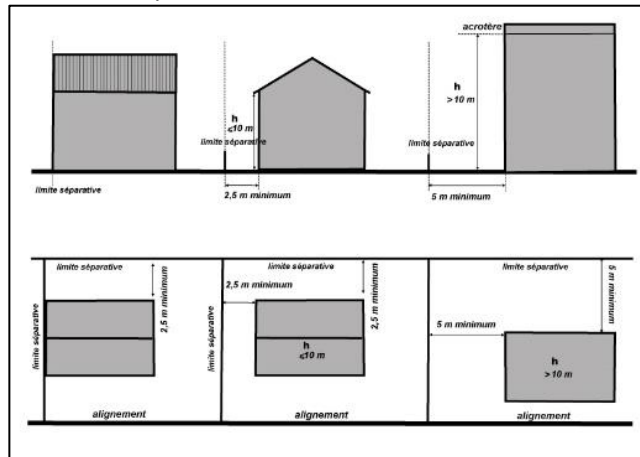 acrotère
h
> 10 m
h
⩽10 m
limite séparative
limite séparative
limite séparative
2,5 m minimum
5 m minimum
limite séparative
limite séparative
limite séparative
2,5 m minimum
2,5 m minimum
2,5 m minimum
5 m minimum
5 m minimum
limite séparative
limite séparative
limite séparative
h
⩽10 m
h
> 10 m
alignement
alignement